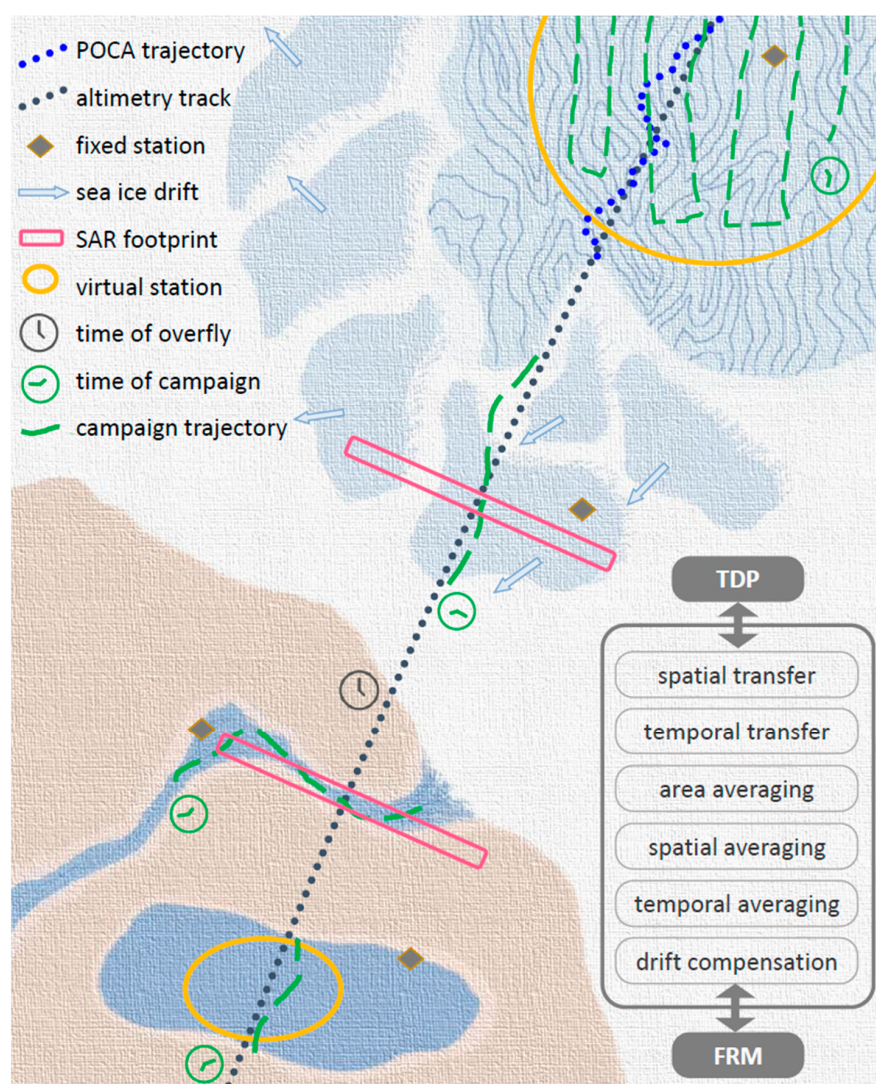 POCA trajectory
altimetry track
fixed station
sea ice drift
SAR footprint
virtual station
time of overfly
time of campaign
campaign trajectory
TDP
spatial transfer
temporal transfer
area averaging
spatial averaging
temporal averaging
drift compensation
FRM